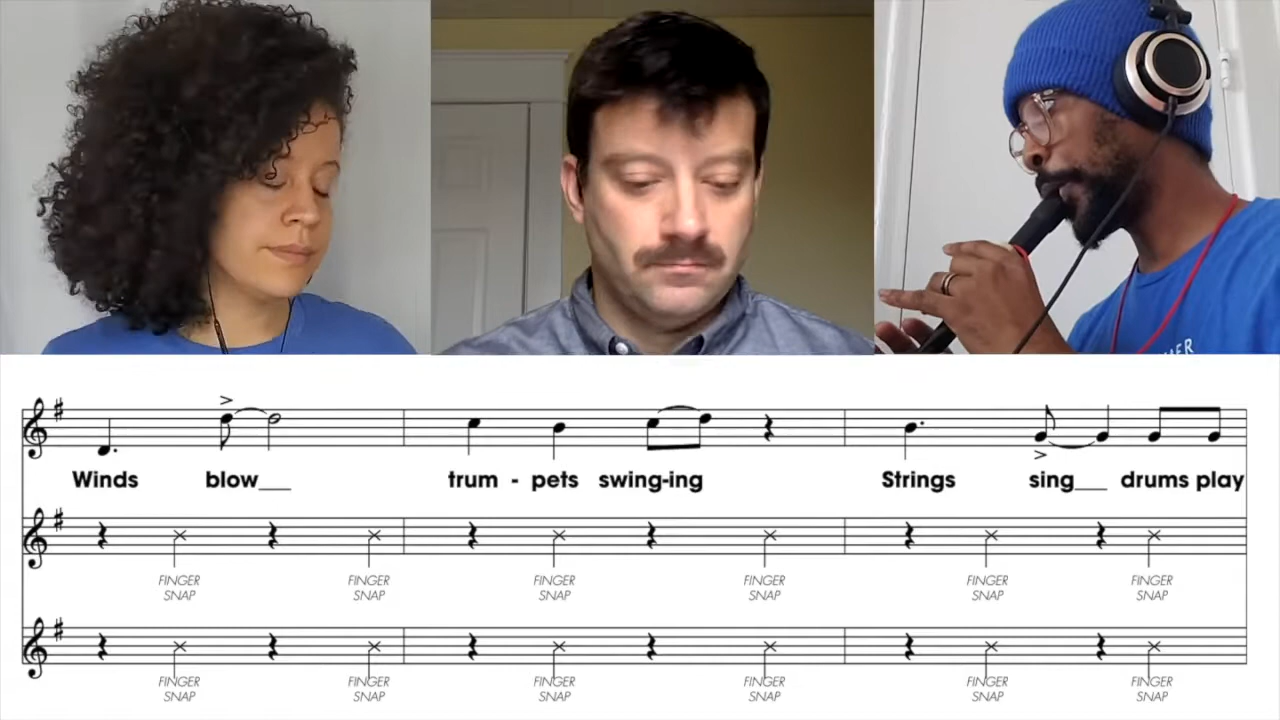 Winds blow__ trum - pets swing-ing Strings sing__ drums play
FINGER SNAP FINGER SNAP FINGER SNAP FINGER SNAP FINGER SNAP FINGER SNAP
FINGER SNAP FINGER SNAP FINGER SNAP FINGER SNAP FINGER SNAP FINGER SNAP